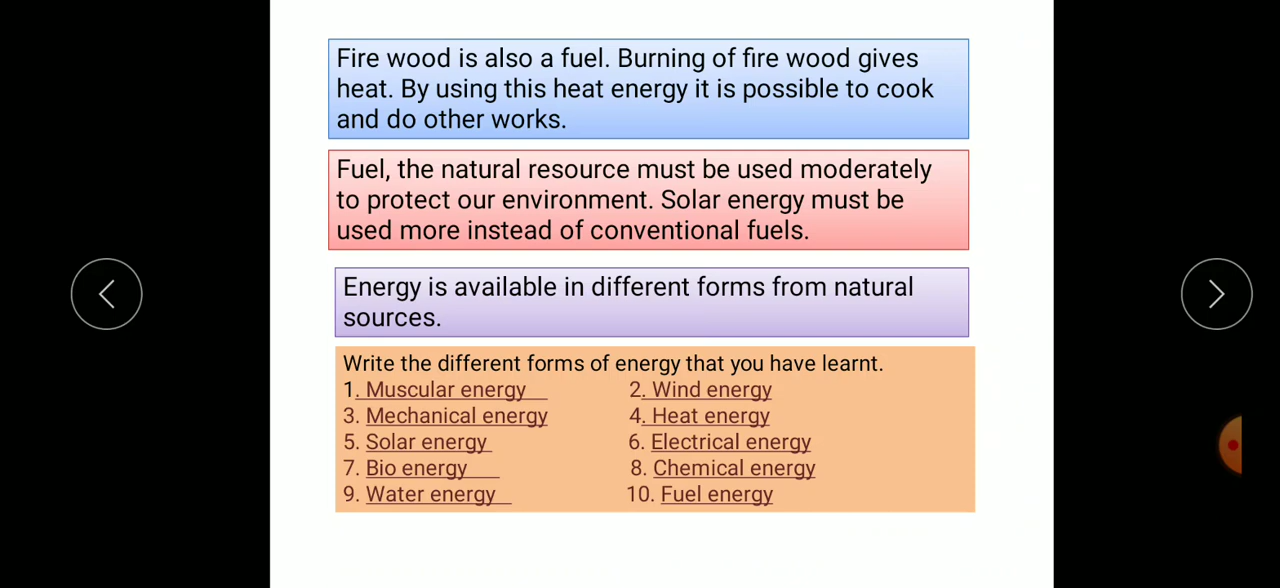 Fire wood is also a fuel. Burning of fire wood gives
heat. By using this heat energy it is possible to cook
and do other works.
Fuel, the natural resource must be used moderately
to protect our environment. Solar energy must be
used more instead of conventional fuels.
Energy is available in different forms from natural
sources.
Write the different forms of energy that you have learnt.
1. Muscular energy 2. Wind energy
3. Mechanical energy 4. Heat energy
5. Solar energy 6. Electrical energy
7. Bio energy 8. Chemical energy
9. Water energy 10. Fuel energy